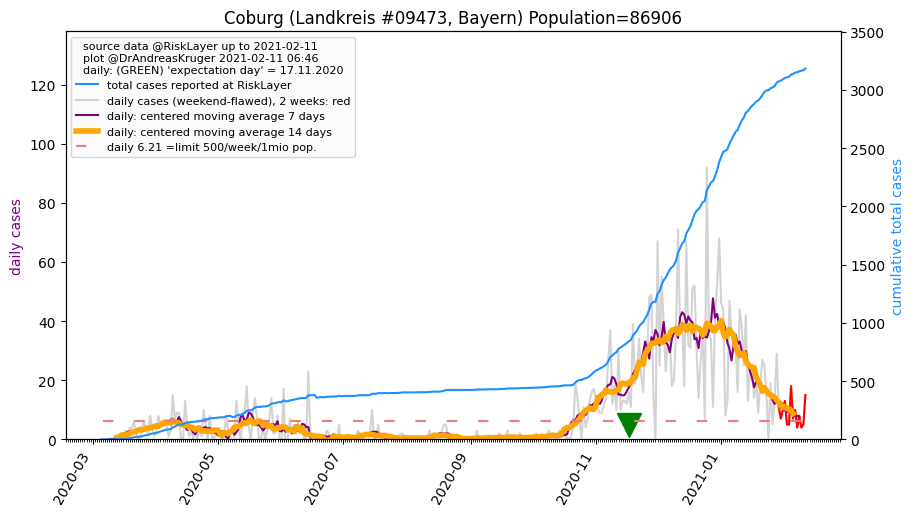 Coburg (Landkreis #09473, Bayern) Population=86906
source data @RiskLayer up to 2021-02-11
plot @DrAndreasKruger 2021-02-11 06:46
daily: (GREEN) 'expectation day' = 17.11.2020
total cases reported at RiskLayer
daily cases (weekend-flawed), 2 weeks: red
daily: centered moving average 7 days
daily: centered moving average 14 days
daily 6.21 =limit 500/week/1mio pop.
daily cases
120
100
80
60
40
20
0
cumulative total cases
3500
3000
2500
2000
1500
1000
500
0
2020-03
2020-05
2020-07
2020-09
2020-11
2021-01